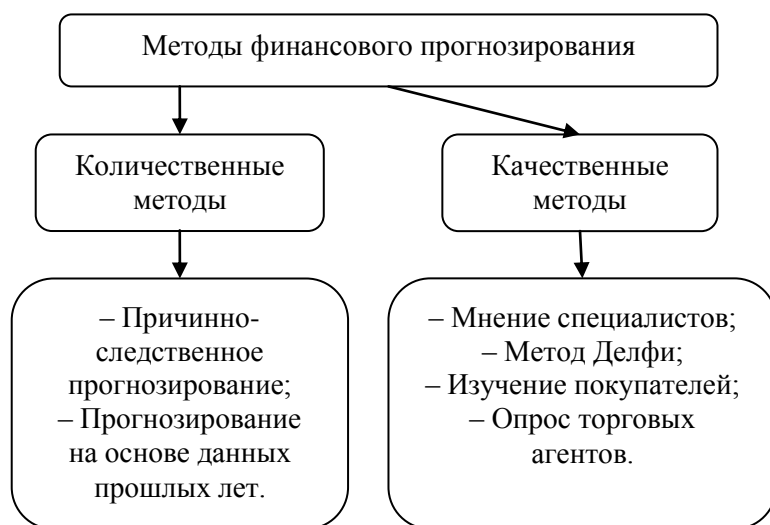 Методы финансового прогнозирования
Количественные
методы
Качественные
методы
– Причинно-
следственное
прогнозирование;
– Прогнозирование
на основе данных
прошлых лет.
– Мнение специалистов;
– Метод Делфи;
– Изучение покупателей;
– Опрос торговых
агентов.